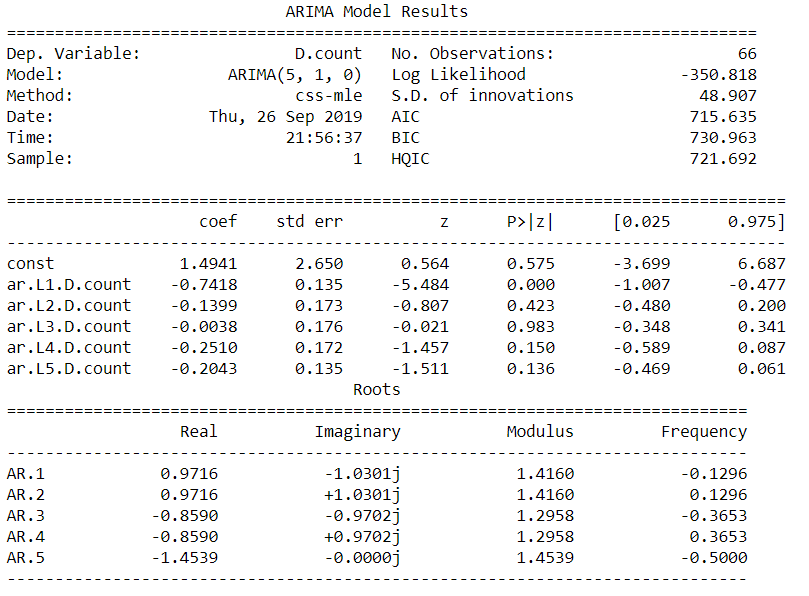 ARIMA Model Results
==============================================================================
Dep. Variable:                D.count   No. Observations:                   66
Model:                 ARIMA(5, 1, 0)   Log Likelihood                -350.818
Method:                       css-mle   S.D. of innovations             48.907
Date:                Thu, 26 Sep 2019   AIC                            715.635
Time:                        21:56:37   BIC                            730.963
Sample:                             1   HQIC                           721.692

=================================================================================
                    coef    std err          z      P>|z|      [0.025      0.975]
---------------------------------------------------------------------------------
const             1.4941      2.650      0.564      0.575      -3.699       6.687
ar.L1.D.count    -0.7418      0.135     -5.484      0.000      -1.007      -0.477
ar.L2.D.count    -0.1399      0.173     -0.807      0.423      -0.480       0.200
ar.L3.D.count    -0.0038      0.176     -0.021      0.983      -0.348       0.341
ar.L4.D.count    -0.2510      0.172     -1.457      0.150      -0.589       0.087
ar.L5.D.count    -0.2043      0.135     -1.511      0.136      -0.469       0.061
                                    Roots
=============================================================================
                  Real          Imaginary           Modulus         Frequency
-----------------------------------------------------------------------------
AR.1            0.9716           -1.0301j            1.4160           -0.1296
AR.2            0.9716           +1.0301j            1.4160            0.1296
AR.3           -0.8590           -0.9702j            1.2958           -0.3653
AR.4           -0.8590           +0.9702j            1.2958            0.3653
AR.5           -1.4539           -0.0000j            1.4539           -0.5000
-----------------------------------------------------------------------------